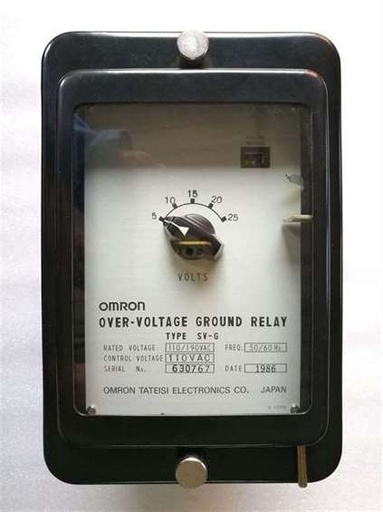 10 15 20
5 25
VOLTS
OMRON
OVER-VOLTAGE GROUND RELAY
TYPE SV-G
RATED VOLTAGE 110/190VAC FREQ. 50/60Hz
CONTROL VOLTAGE 110VAC
SERIAL No. 630767 DATE 1986
OMRON TATEISI ELECTRONICS CO. JAPAN